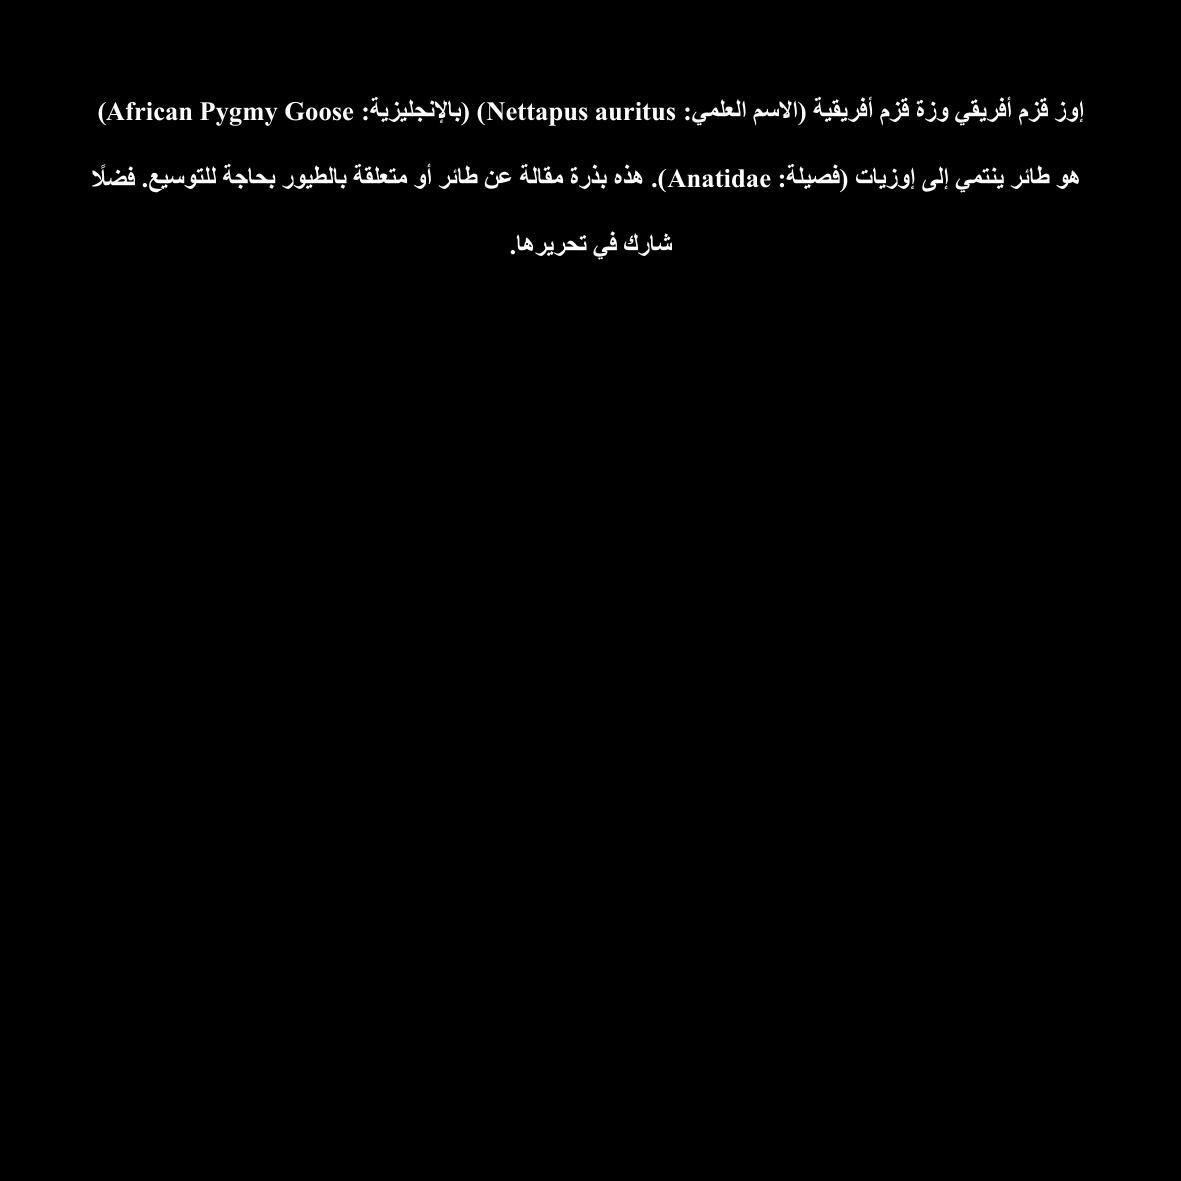 إوز قزم أفريقي وزة قزم أفريقية (الاسم العلمي: Nettapus auritus) (بالإنجليزية: African Pygmy Goose)
هو طائر ينتمي إلى إوزيات (فصيلة: Anatidae). هذه بذرة مقالة عن طائر أو متعلقة بالطيور بحاجة للتوسيع. فضلًا
شارك في تحريرها.